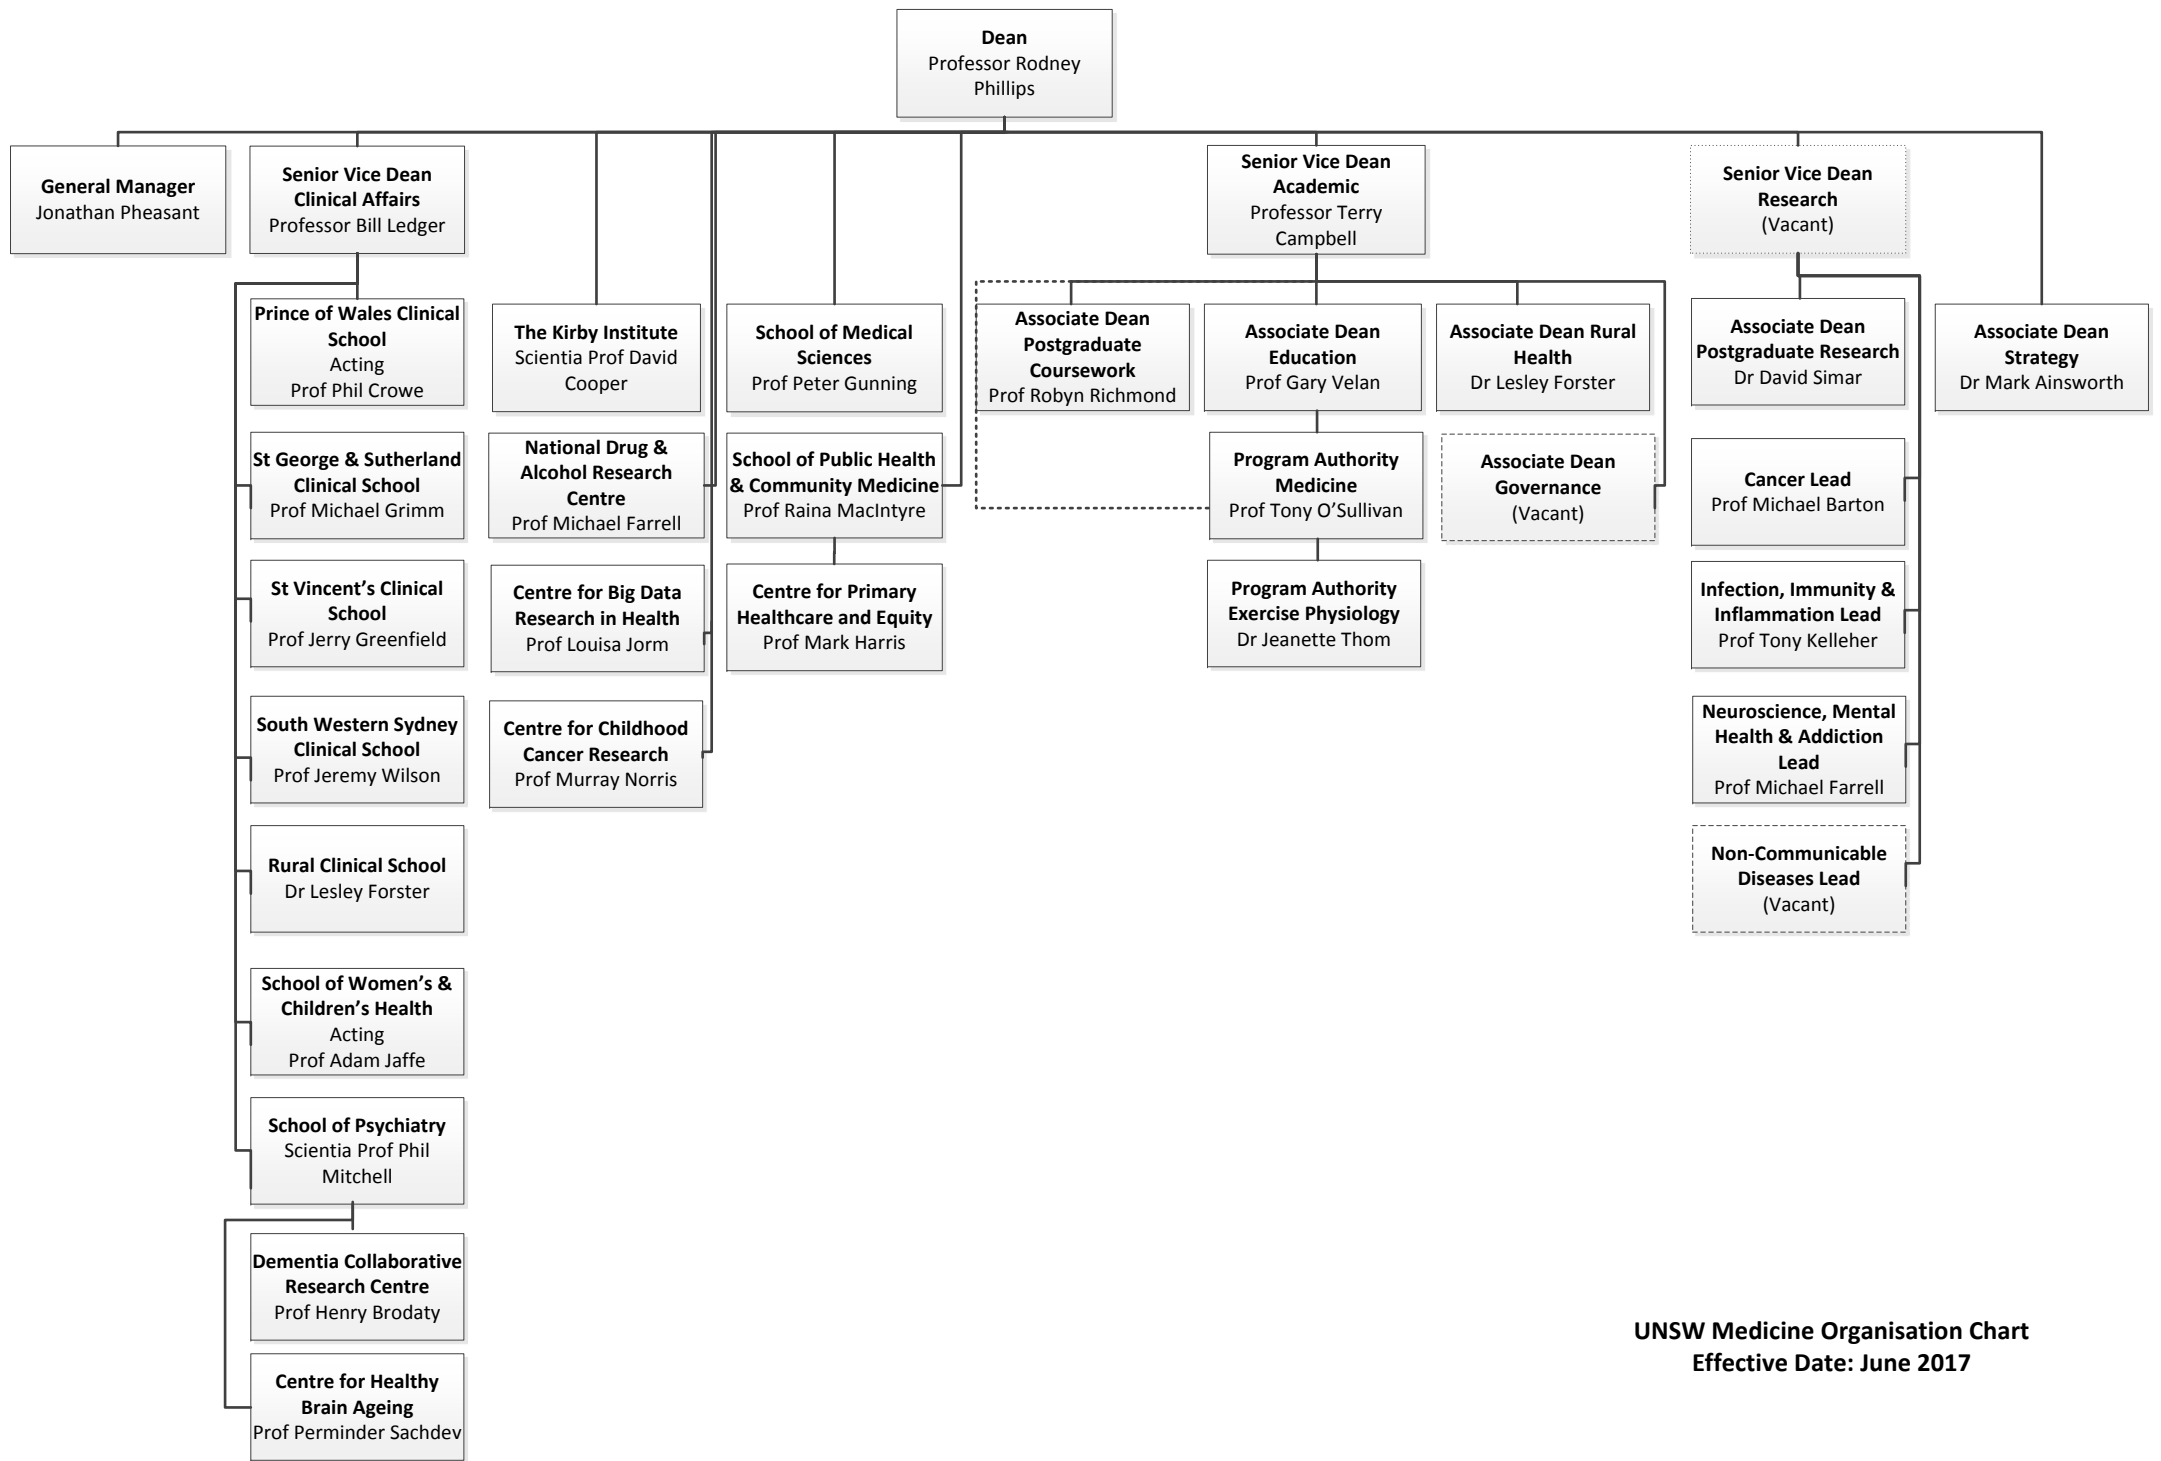 Dean
Professor Rodney
Phillips
General Manager
Jonathan Pheasant
Senior Vice Dean
Clinical Affairs
Professor Bill Ledger
Senior Vice Dean
Academic
Professor Terry
Campbell
Senior Vice Dean
Research
(Vacant)
Prince of Wales Clinical
School
Acting
Prof Phil Crowe
The Kirby Institute
Scientia Prof David
Cooper
School of Medical
Sciences
Prof Peter Gunning
Associate Dean
Postgraduate
Coursework
Prof Robyn Richmond
Associate Dean
Education
Prof Gary Velan
Associate Dean Rural
Health
Dr Lesley Forster
Associate Dean
Postgraduate Research
Dr David Simar
Associate Dean
Strategy
Dr Mark Ainsworth
St George & Sutherland
Clinical School
Prof Michael Grimm
National Drug &
Alcohol Research
Centre
Prof Michael Farrell
School of Public Health
& Community Medicine
Prof Raina MacIntyre
Program Authority
Medicine
Prof Tony O’Sullivan
Associate Dean
Governance
(Vacant)
Cancer Lead
Prof Michael Barton
St Vincent’s Clinical
School
Prof Jerry Greenfield
Centre for Big Data
Research in Health
Prof Louisa Jorm
Centre for Primary
Healthcare and Equity
Prof Mark Harris
Program Authority
Exercise Physiology
Dr Jeanette Thom
Infection, Immunity &
Inflammation Lead
Prof Tony Kelleher
South Western Sydney
Clinical School
Prof Jeremy Wilson
Centre for Childhood
Cancer Research
Prof Murray Norris
Neuroscience, Mental
Health & Addiction
Lead
Prof Michael Farrell
Rural Clinical School
Dr Lesley Forster
Non-Communicable
Diseases Lead
(Vacant)
School of Women’s &
Children’s Health
Acting
Prof Adam Jaffe
School of Psychiatry
Scientia Prof Phil
Mitchell
Dementia Collaborative
Research Centre
Prof Henry Brodaty
Centre for Healthy
Brain Ageing
Prof Perminder Sachdev
UNSW Medicine Organisation Chart
Effective Date: June 2017